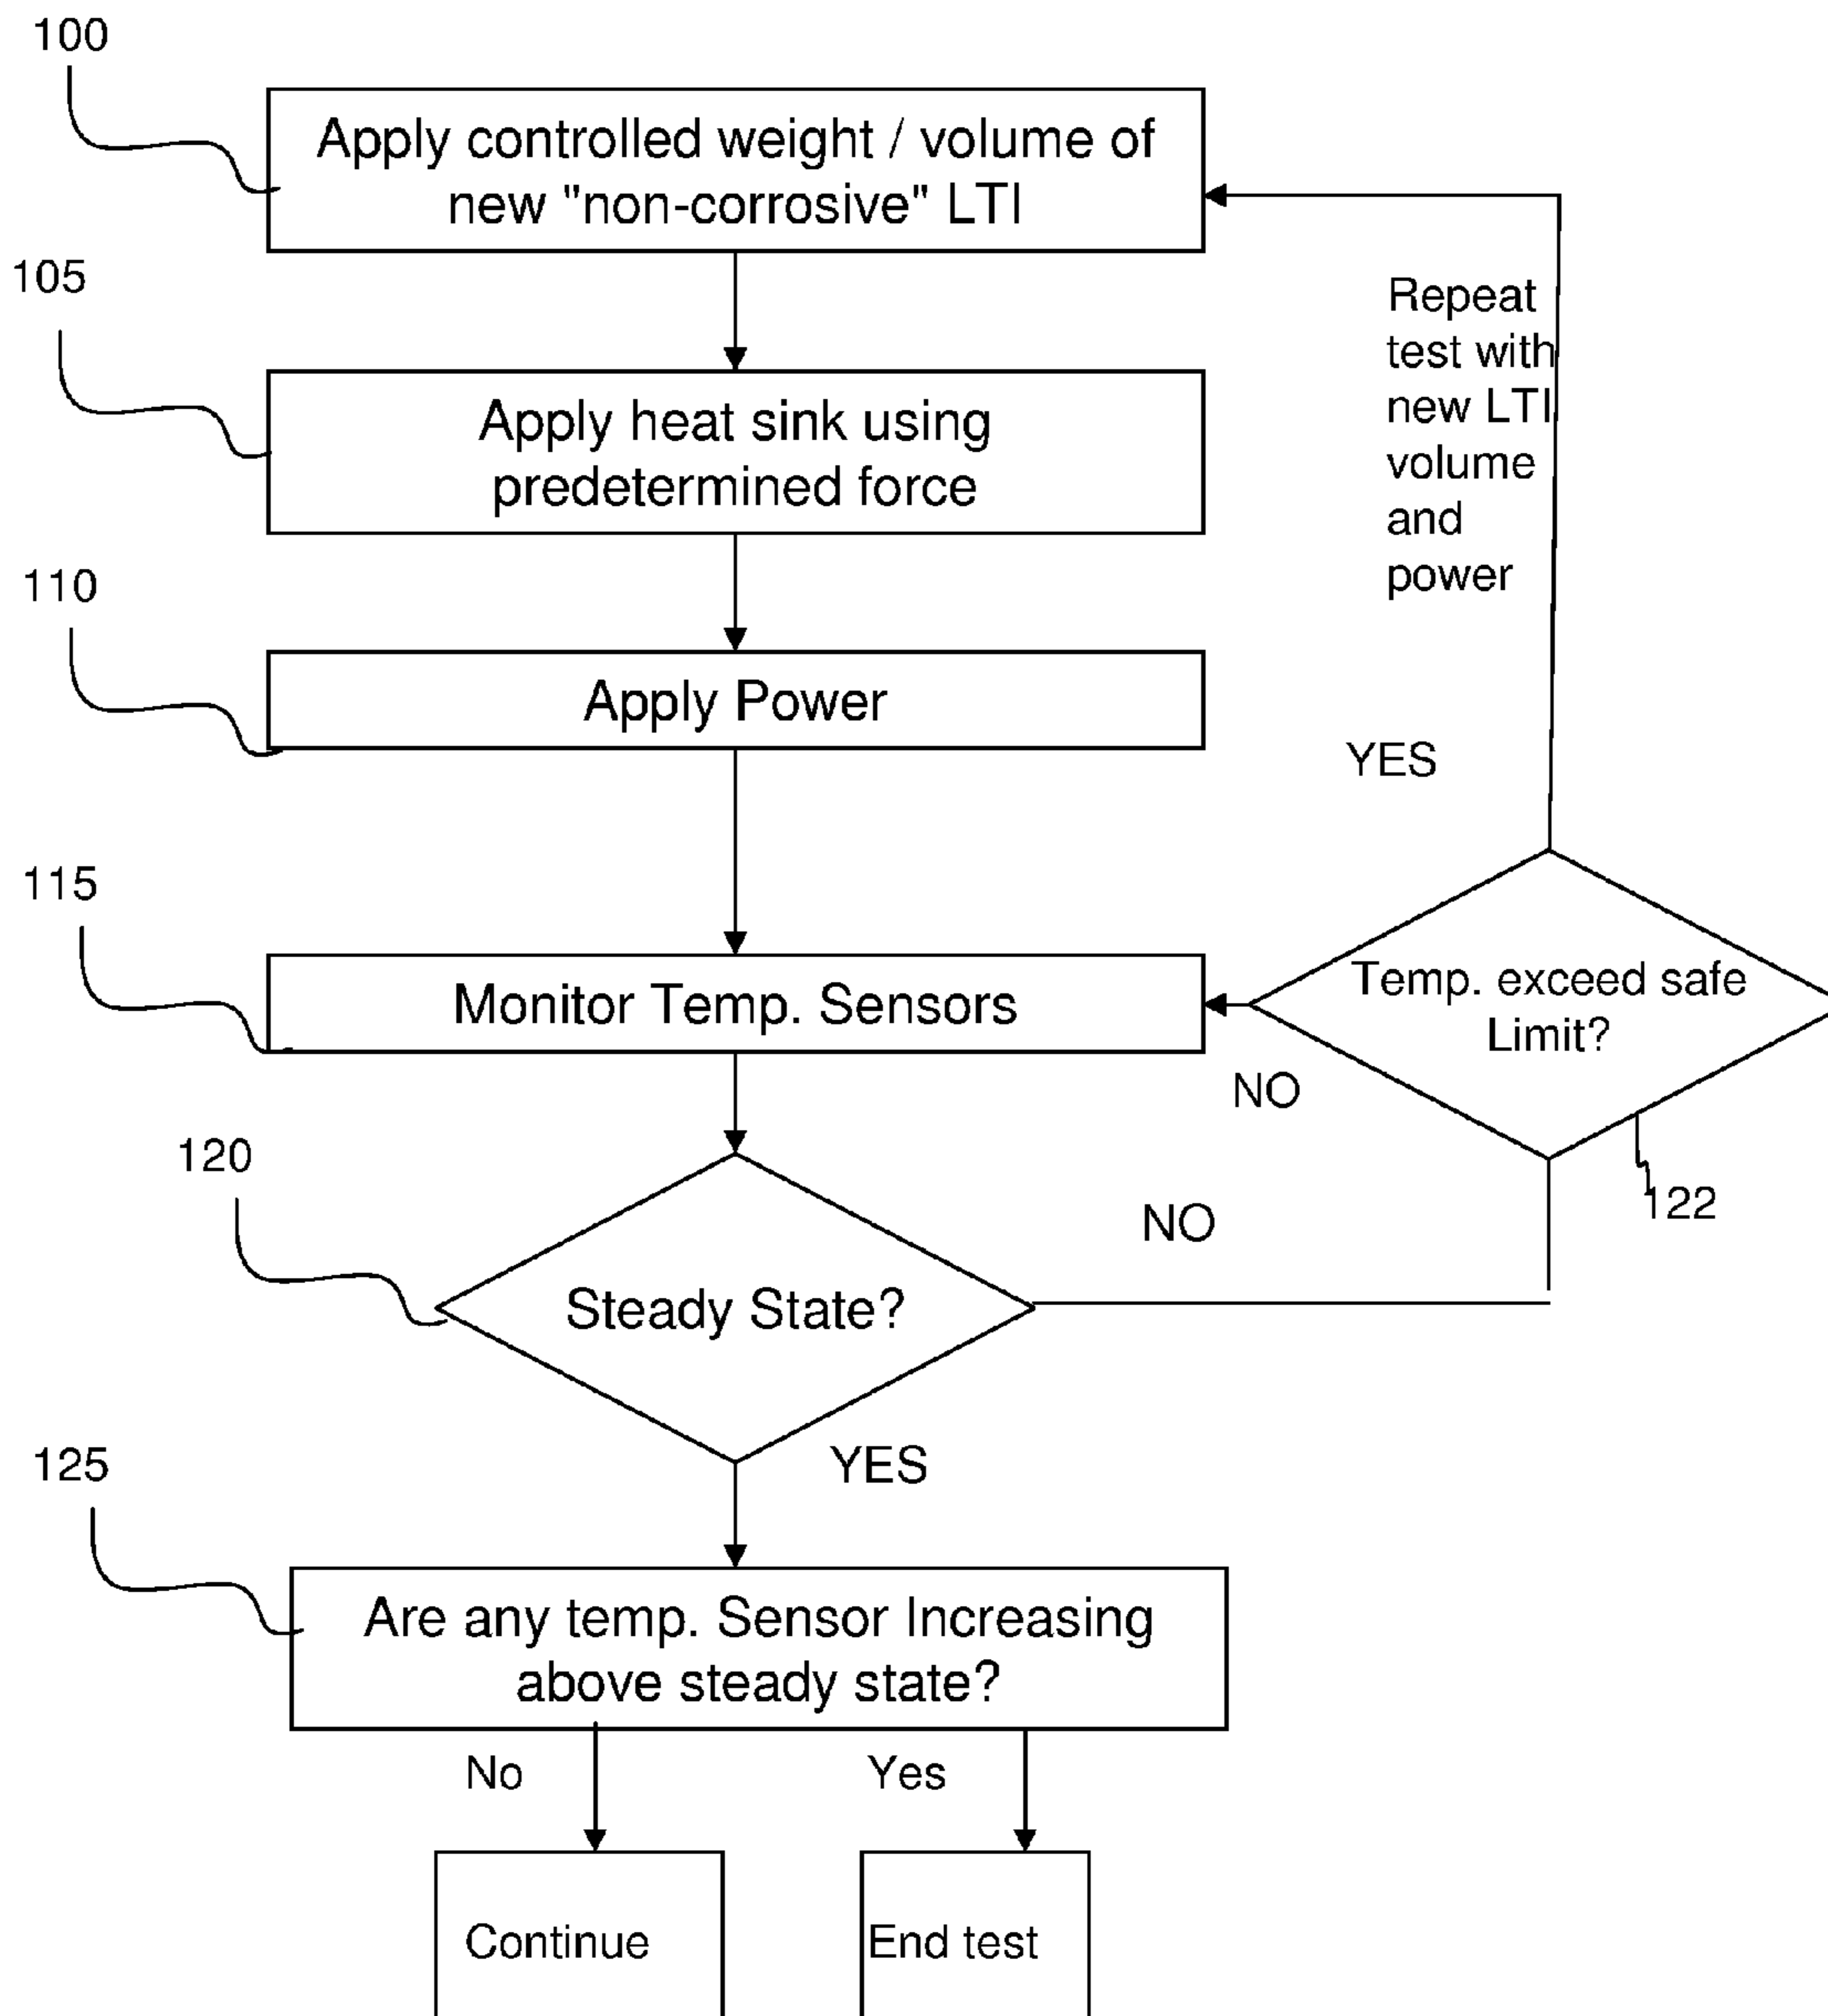 100
Apply controlled weight / volume of
new "non-corrosive" LTI
105
Apply heat sink using
predetermined force
Repeat
test with
new LTI
volume
and
power
110
Apply Power
YES
115
Monitor Temp. Sensors
Temp. exceed safe
Limit?
NO
120
NO
122
Steady State?
YES
125
Are any temp. Sensor Increasing
above steady state?
No
Yes
Continue
End test